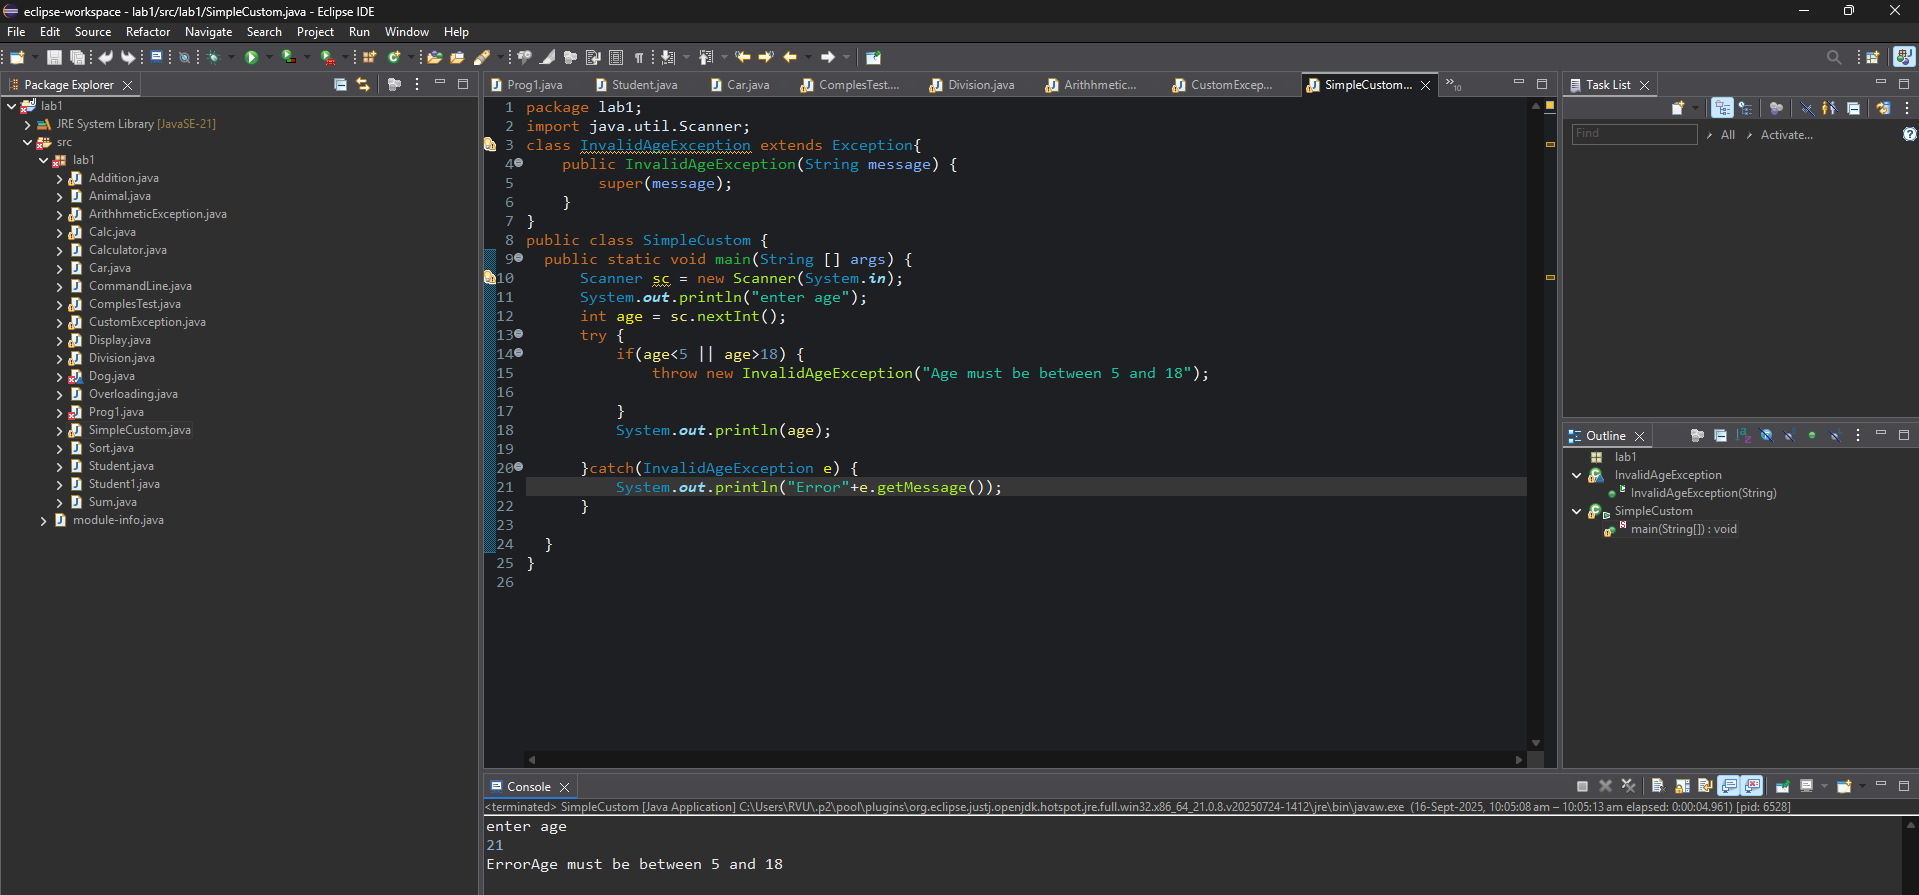 eclipse-workspace - lab1/src/lab1/SimpleCustom.java - Eclipse IDE
File Edit Source Refactor Navigate Search Project Run Window Help
Package Explorer
lab1
JRE System Library [JavaSE-21]
src
lab1
Addition.java
Animal.java
ArithhmeticException.java
Calc.java
Calculator.java
Car.java
CommandLine.java
ComplesTest.java
CustomException.java
Display.java
Division.java
Dog.java
Overloading.java
Prog1.java
SimpleCustom.java
Sort.java
Student.java
Student1.java
Sum.java
module-info.java
Prog1.java Student.java Car.java ComplesTest.... Division.java Arithhmetic... CustomExcep... SimpleCustom... »10
1 package lab1;
2 import java.util.Scanner;
3 class InvalidAgeException extends Exception{
4 public InvalidAgeException(String message) {
5 super(message);
6 }
7 }
8 public class SimpleCustom {
9 public static void main(String [] args) {
10 Scanner sc = new Scanner(System.in);
11 System.out.println("enter age");
12 int age = sc.nextInt();
13 try {
14 if(age<5 || age>18) {
15 throw new InvalidAgeException("Age must be between 5 and 18");
16
17 }
18 System.out.println(age);
19
20 }catch(InvalidAgeException e) {
21 System.out.println("Error"+e.getMessage());
22 }
23
24 }
25 }
26
Task List
Find All Activate...
Outline
lab1
InvalidAgeException
InvalidAgeException(String)
SimpleCustom
main(String[]) : void
Console
<terminated> SimpleCustom [Java Application] C:\Users\RVU\.p2\pool\plugins\org.eclipse.justj.openjdk.hotspot.jre.full.win32.x86_64_21.0.8.v20250724-1412\jre\bin\javaw.exe (16-Sept-2025, 10:05:08 am – 10:05:13 am elapsed: 0:00:04.961) [pid: 6528]
enter age
21
ErrorAge must be between 5 and 18